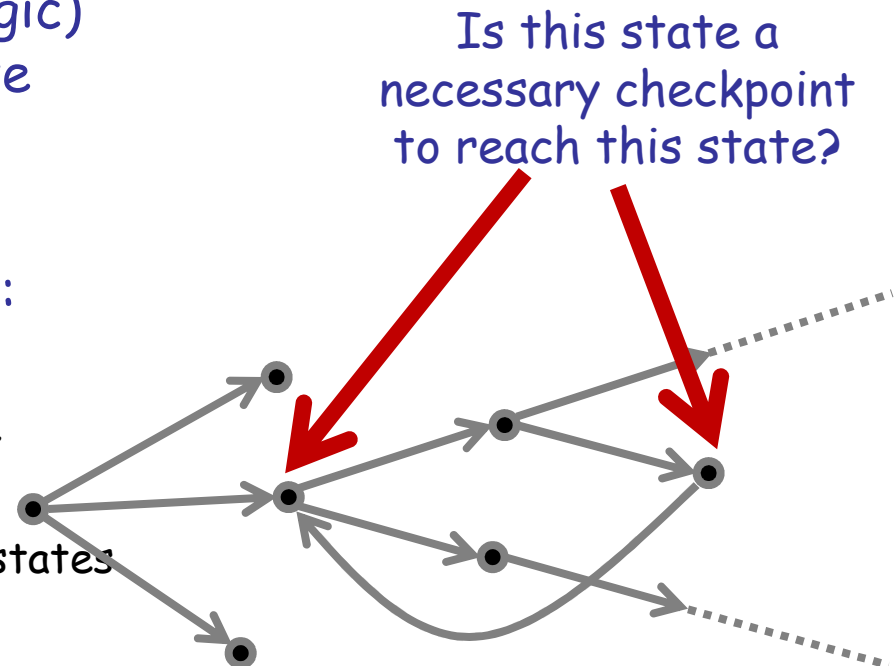 gic)
e
Is this state a
necessary checkpoint
to reach this state?
:
states